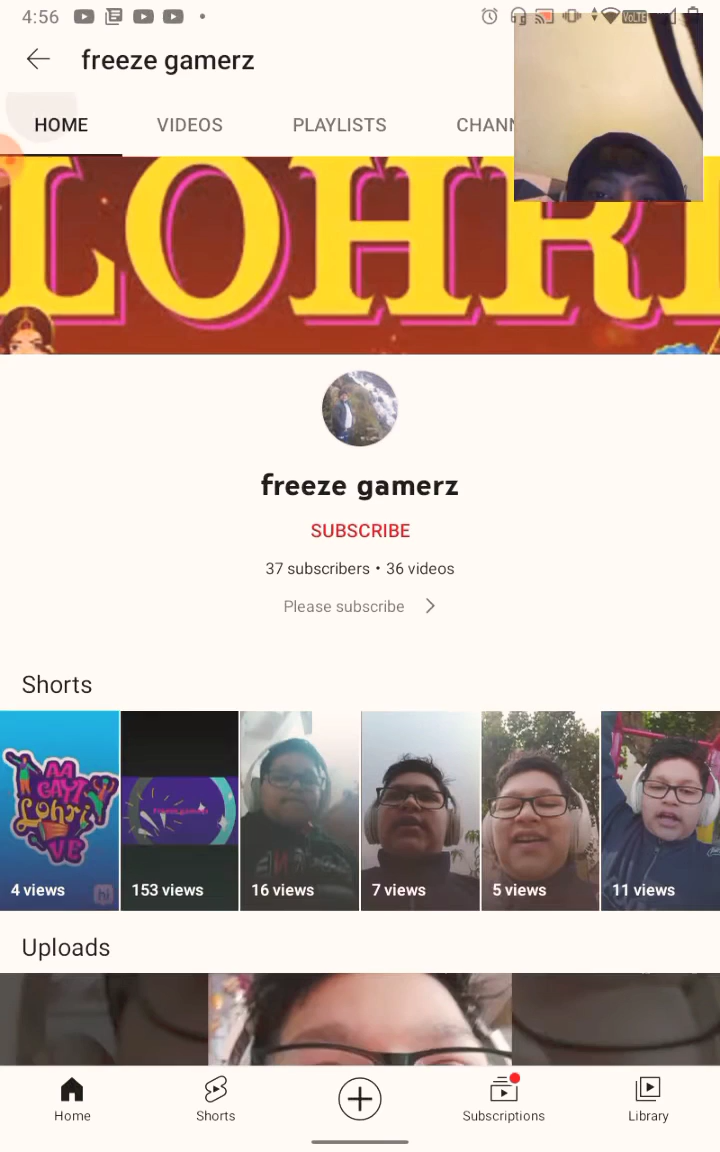 4:56
VoLTE
freeze gamerz
HOME VIDEOS PLAYLISTS CHANN
LOHRI
freeze gamerz
SUBSCRIBE
37 subscribers • 36 videos
Please subscribe
Shorts
AA
GAYI
Lohri
VE
hi
4 views
153 views
16 views
7 views
5 views
11 views
Uploads
Home
Shorts
Subscriptions
Library